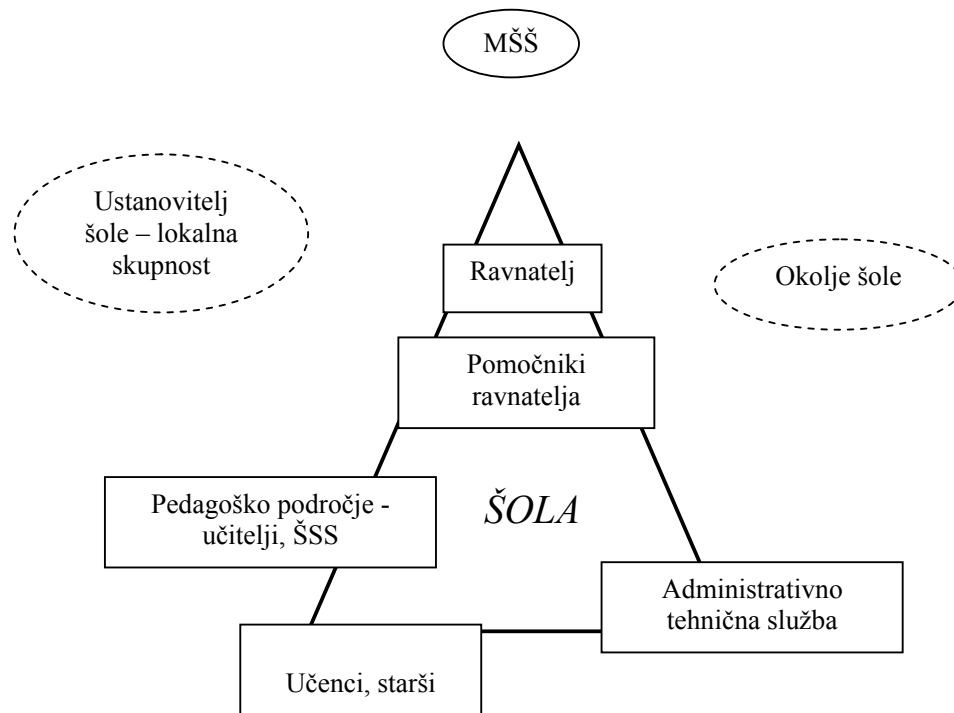 MŠŠ
Ustanovitelj
šole – lokalna
skupnost
Ravnatelj
Okolje šole
Pomočniki
ravnatelja
Pedagoško področje -
učitelji, ŠSS
ŠOLA
Administrativno
tehnična služba
Učenci, starši